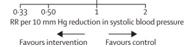 0·33 0·50 1 2
RR per 10 mm Hg reduction in systolic blood pressure
Favours intervention Favours control